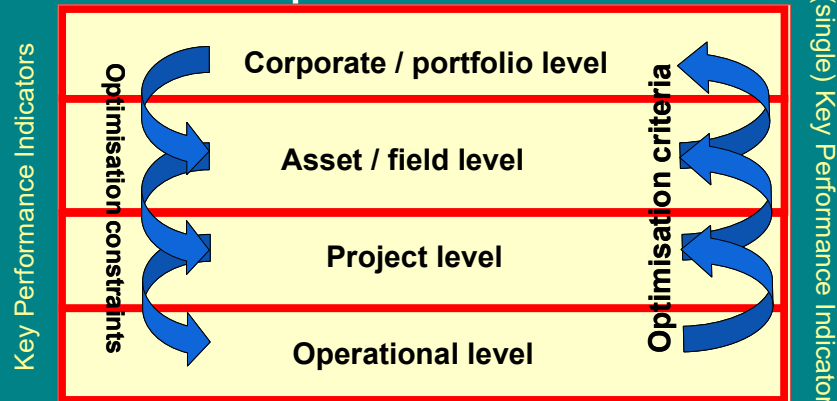 Key Performance Indicators
Optimisation constraints
Corporate / portfolio level
Asset / field level
Project level
Operational level
Optimisation criteria
(single) Key Performance Indicator